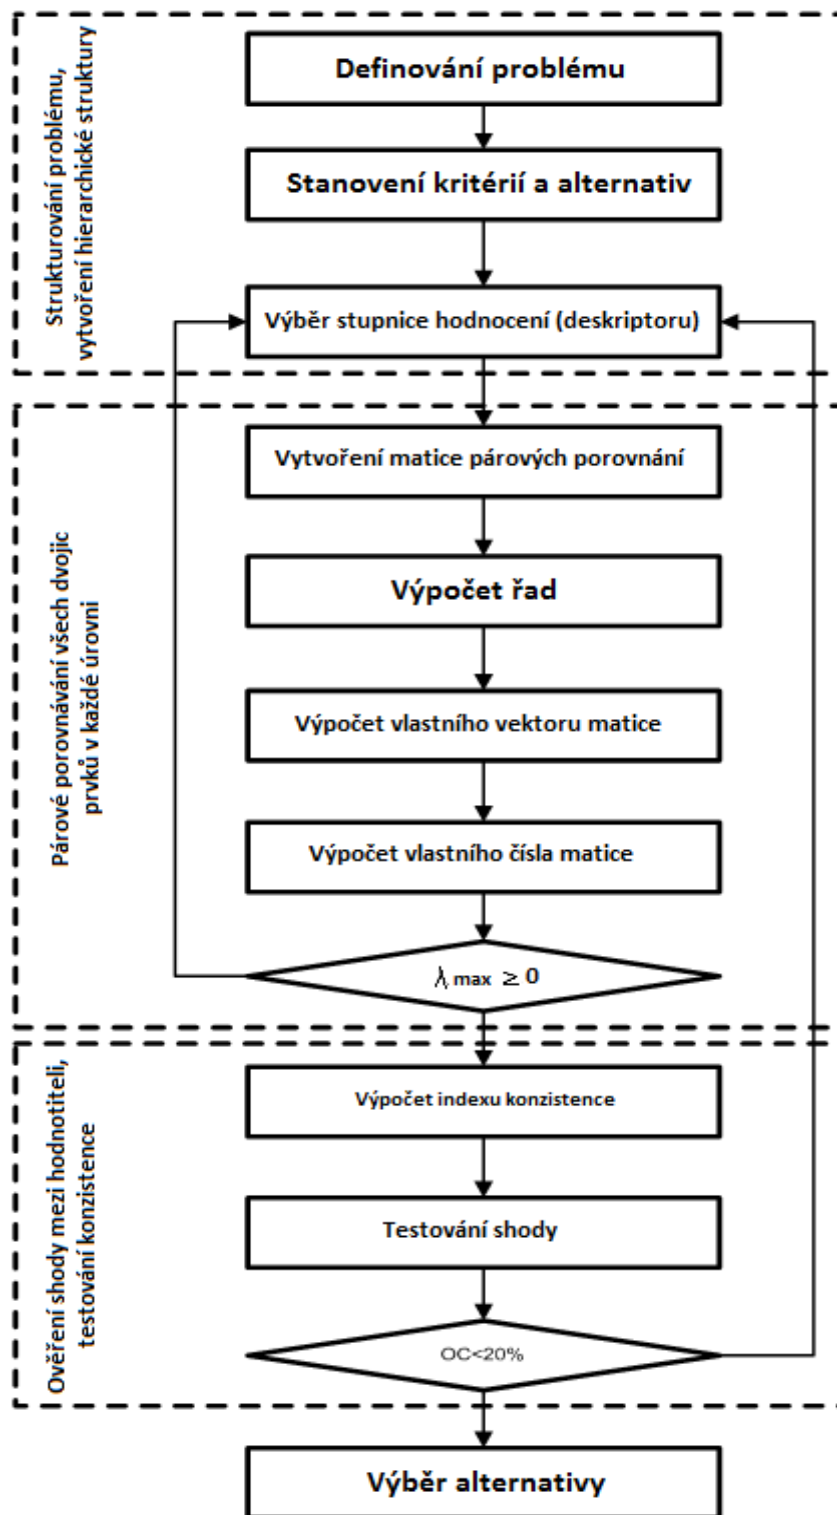 Strukturování problému,
vytvoření hierarchické struktury
Definování problému
Stanovení kritérií a alternativ
Výběr stupnice hodnocení (deskriptoru)
Párové porovnávání všech dvojic
prvků v každé úrovni
Vytvoření matice párových porovnání
Výpočet řad
Výpočet vlastního vektoru matice
Výpočet vlastního čísla matice
λ max ≥ 0
Ověření shody mezi hodnotiteli,
testování konzistence
Výpočet indexu konzistence
Testování shody
OC<20%
Výběr alternativy